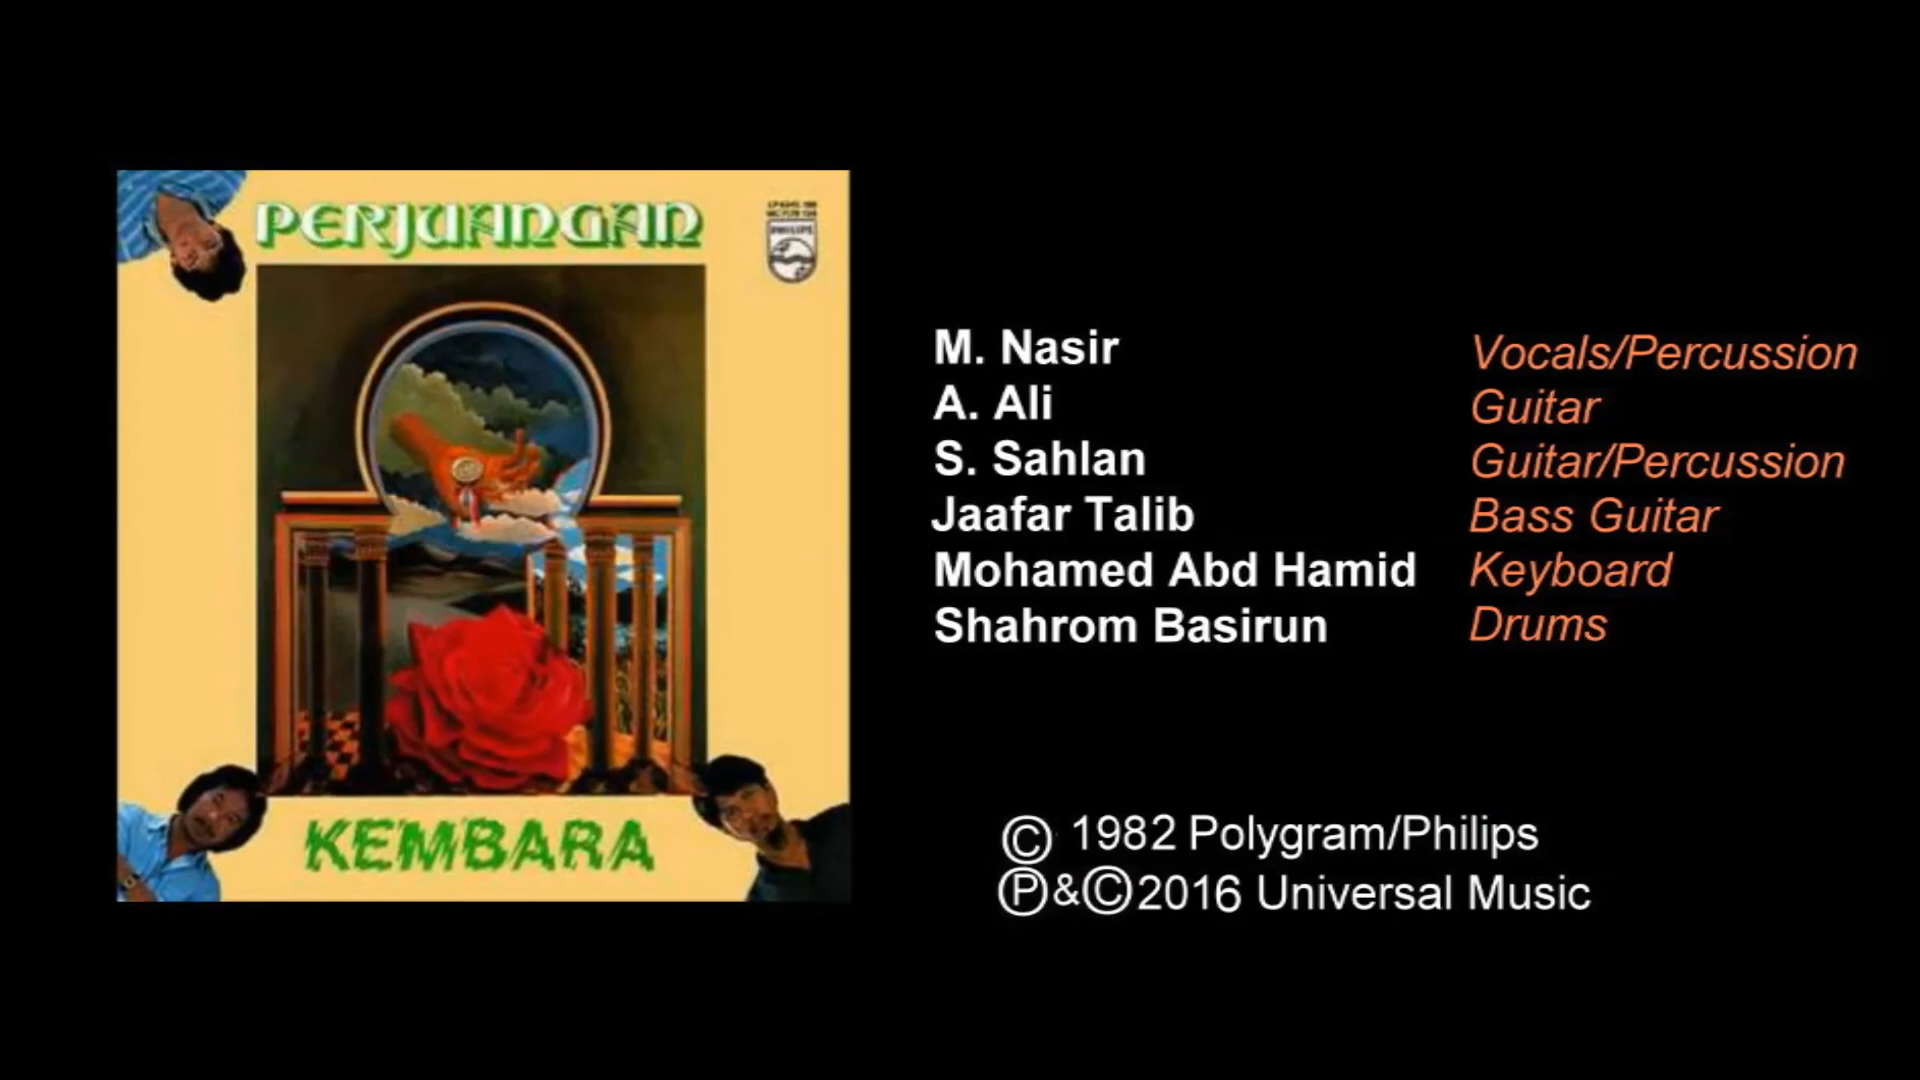 PERJUANGAN
PHILIPS
KEMBARA
M. Nasir Vocals/Percussion
A. Ali Guitar
S. Sahlan Guitar/Percussion
Jaafar Talib Bass Guitar
Mohamed Abd Hamid Keyboard
Shahrom Basirun Drums
© 1982 Polygram/Philips
Ⓟ&©2016 Universal Music